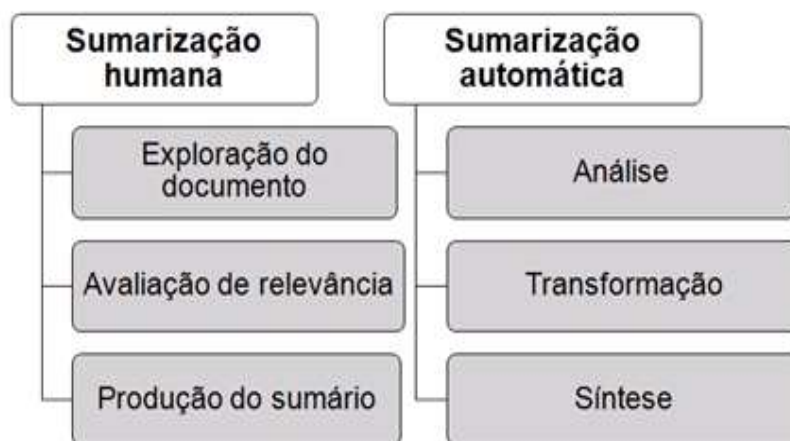 Sumarização
humana
Exploração do
documento
Avaliação de relevância
Produção do sumário
Sumarização
automática
Análise
Transformação
Síntese